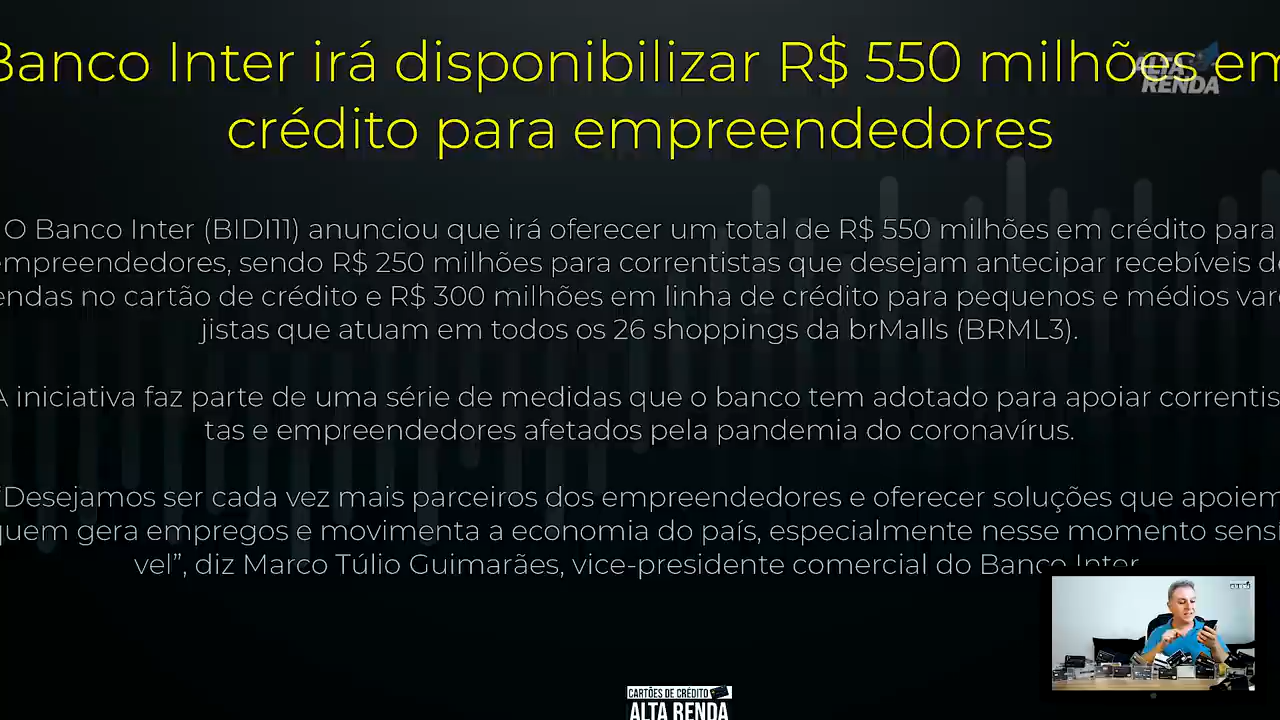 Banco Inter irá disponibilizar R$ 550 milhões em
crédito para empreendedores
ALTA
RENDA
O Banco Inter (BIDI11) anunciou que irá oferecer um total de R$ 550 milhões em crédito para
empreendedores, sendo R$ 250 milhões para correntistas que desejam antecipar recebíveis d
endas no cartão de crédito e R$ 300 milhões em linha de crédito para pequenos e médios var
jistas que atuam em todos os 26 shoppings da brMalls (BRML3).
A iniciativa faz parte de uma série de medidas que o banco tem adotado para apoiar correntis
tas e empreendedores afetados pela pandemia do coronavírus.
“Desejamos ser cada vez mais parceiros dos empreendedores e oferecer soluções que apoiem
quem gera empregos e movimenta a economia do país, especialmente nesse momento sensí
vel”, diz Marco Túlio Guimarães, vice-presidente comercial do Banco Inter
CARTÕES DE CRÉDITO
ALTA RENDA